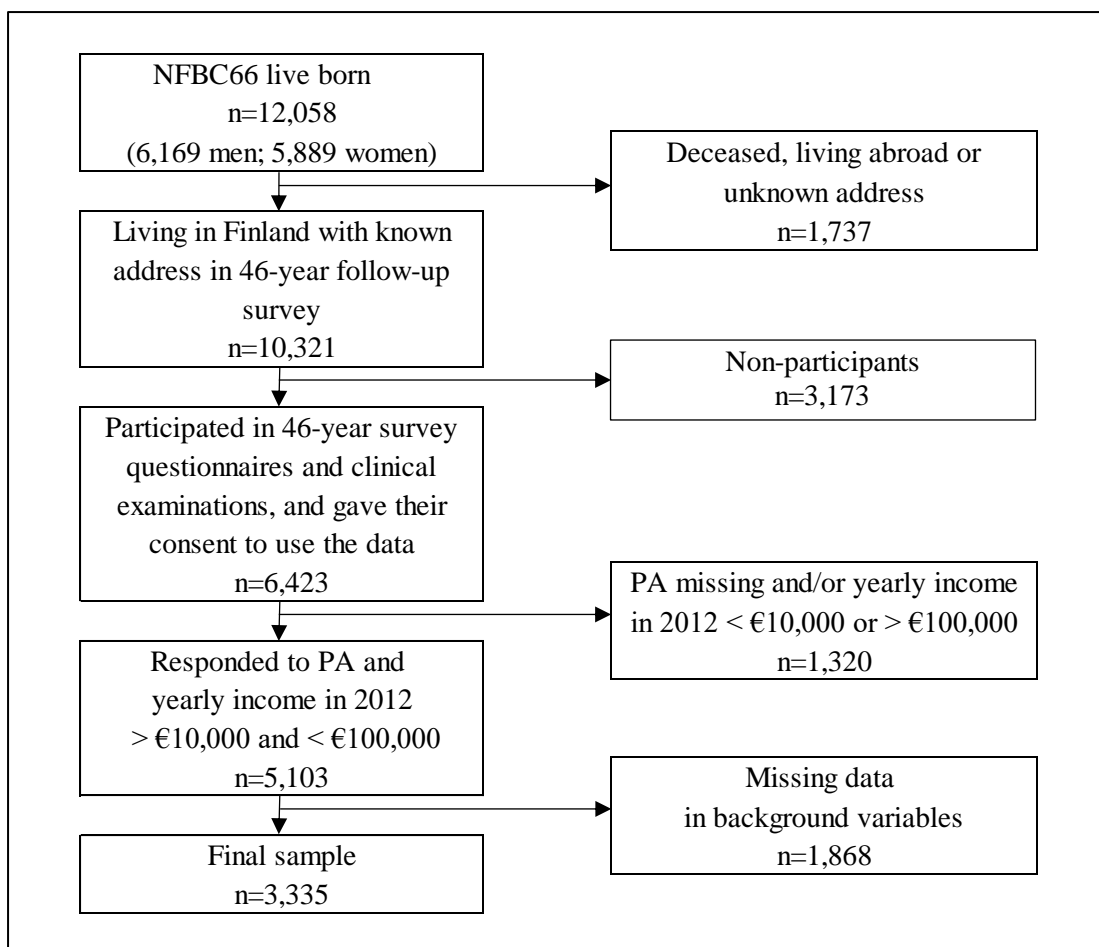 NFBC66 live born
n=12,058
(6,169 men; 5,889 women)
Deceased, living abroad or
unknown address
n=1,737
Living in Finland with known
address in 46-year follow-up
survey
n=10,321
Non-participants
n=3,173
Participated in 46-year survey
questionnaires and clinical
examinations, and gave their
consent to use the data
n=6,423
PA missing and/or yearly income
in 2012 < €10,000 or > €100,000
n=1,320
Responded to PA and
yearly income in 2012
> €10,000 and < €100,000
n=5,103
Missing data
in background variables
n=1,868
Final sample
n=3,335